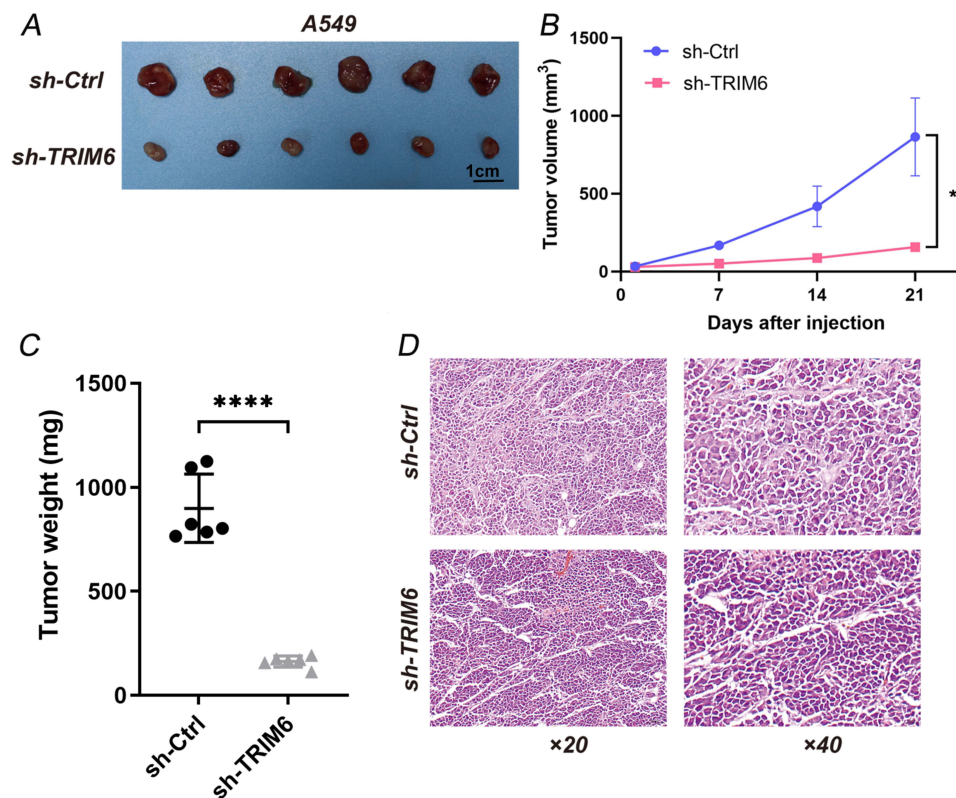 A
A549
sh-Ctrl
sh-TRIM6
1cm
B
Tumor volume (mm3)
1500
1000
500
0
0 7 14 21
Days after injection
sh-Ctrl
sh-TRIM6
*
C
Tumor weight (mg)
1500
1000
500
0
****
sh-Ctrl
sh-TRIM6
D
sh-Ctrl
sh-TRIM6
×20
×40